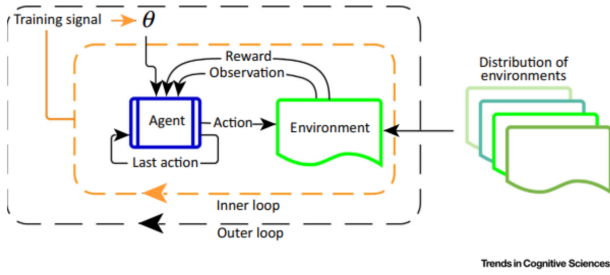 Training signal
θ
Reward
Observation
Distribution of
environments
Agent
Action
Environment
Last action
Inner loop
Outer loop
Trends in Cognitive Sciences